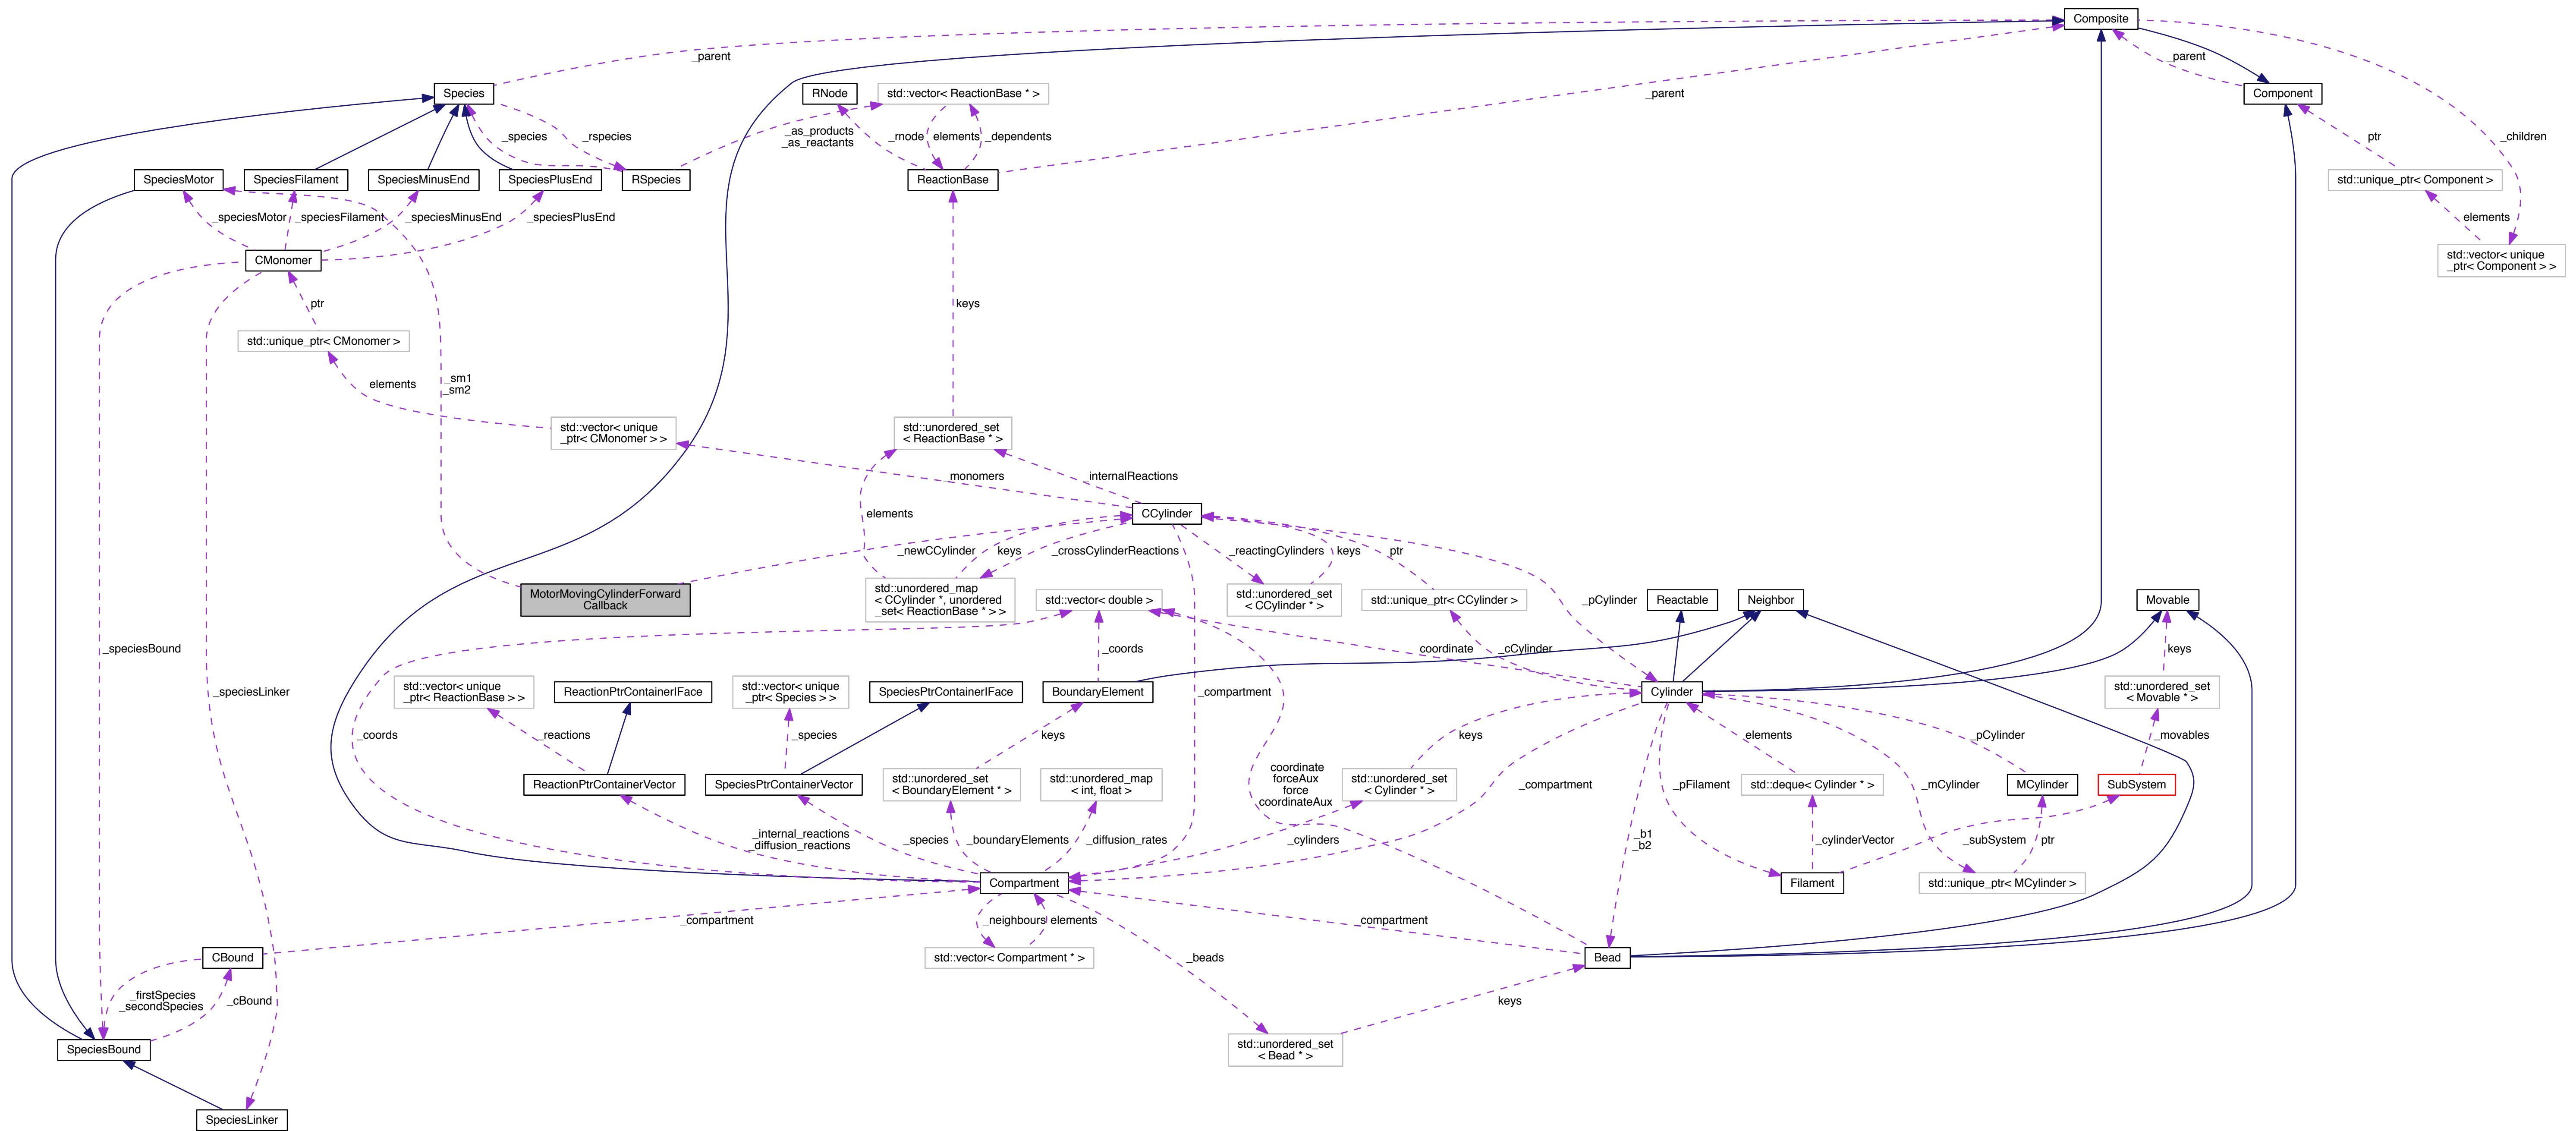 Composite
_parent
_parent
Species
RNode
std::vector< ReactionBase * >
_parent
Component
_species
_rspecies
_as_products
_as_reactants
_rnode
elements
_dependents
ptr
_children
SpeciesMotor
SpeciesFilament
SpeciesMinusEnd
SpeciesPlusEnd
RSpecies
ReactionBase
std::unique_ptr< Component >
_speciesMotor
_speciesFilament
_speciesMinusEnd
_speciesPlusEnd
elements
CMonomer
std::vector< unique
_ptr< Component > >
ptr
keys
std::unique_ptr< CMonomer >
elements
_sm1
_sm2
std::vector< unique
_ptr< CMonomer > >
std::unordered_set
< ReactionBase * >
_monomers
_internalReactions
elements
CCylinder
_newCCylinder
keys
_crossCylinderReactions
_reactingCylinders
keys
ptr
MotorMovingCylinderForward
Callback
std::unordered_map
< CCylinder *, unordered
_set< ReactionBase * > >
std::vector< double >
std::unordered_set
< CCylinder * >
std::unique_ptr< CCylinder >
_pCylinder
Reactable
Neighbor
Movable
_speciesBound
_coords
coordinate
_cCylinder
keys
_speciesLinker
std::vector< unique
_ptr< ReactionBase > >
ReactionPtrContainerIFace
std::vector< unique
_ptr< Species > >
SpeciesPtrContainerIFace
BoundaryElement
_compartment
Cylinder
std::unordered_set
< Movable * >
_coords
_reactions
_species
keys
keys
elements
_pCylinder
_movables
coordinate
forceAux
force
coordinateAux
ReactionPtrContainerVector
SpeciesPtrContainerVector
std::unordered_set
< BoundaryElement * >
std::unordered_map
< int, float >
std::unordered_set
< Cylinder * >
_compartment
_pFilament
std::deque< Cylinder * >
_mCylinder
MCylinder
SubSystem
_internal_reactions
_diffusion_reactions
_species
_boundaryElements
_diffusion_rates
_cylinders
_b1
_b2
_cylinderVector
_subSystem
ptr
Compartment
Filament
std::unique_ptr< MCylinder >
_compartment
_neighbours
elements
_compartment
CBound
std::vector< Compartment * >
_beads
Bead
_firstSpecies
_secondSpecies
_cBound
keys
SpeciesBound
std::unordered_set
< Bead * >
SpeciesLinker